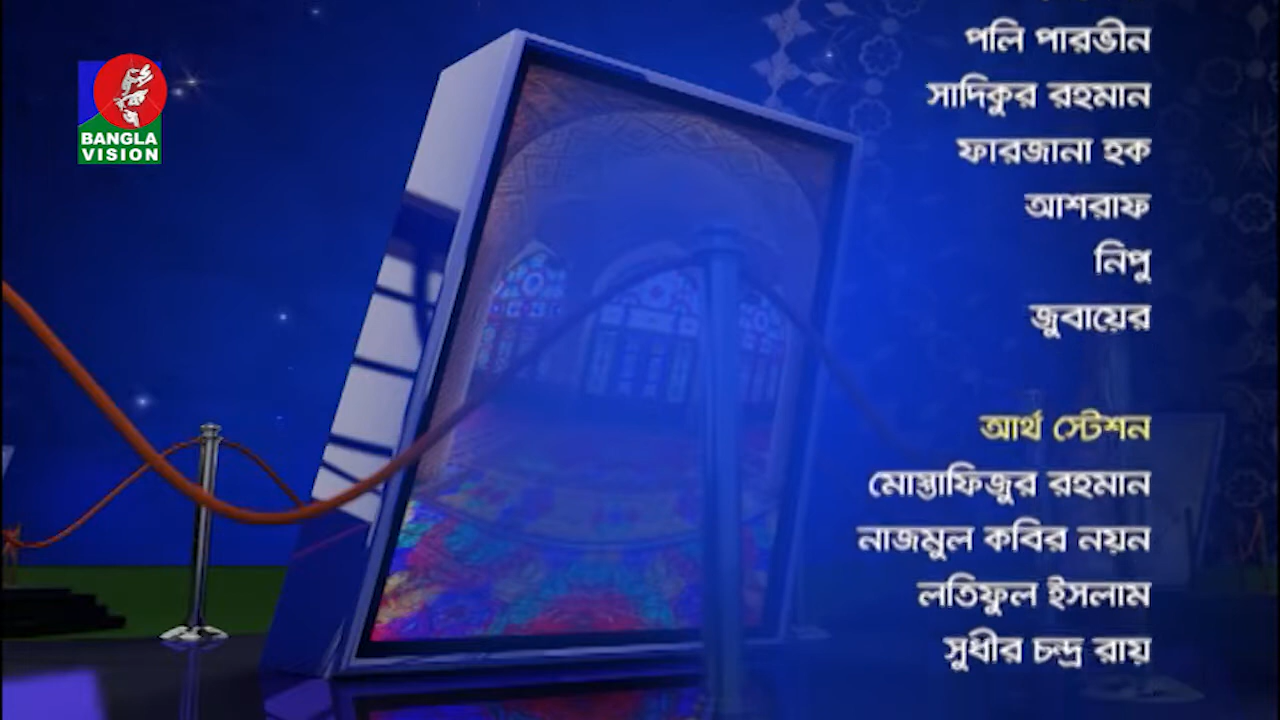 BANGLA
VISION
পলি পারভীন
সাদিকুর রহমান
ফারজানা হক
আশরাফ
নিপু
জুবায়ের
আর্থ স্টেশন
মোস্তাফিজুর রহমান
নাজমুল কবির নয়ন
লতিফুল ইসলাম
সুধীর চন্দ্র রায়